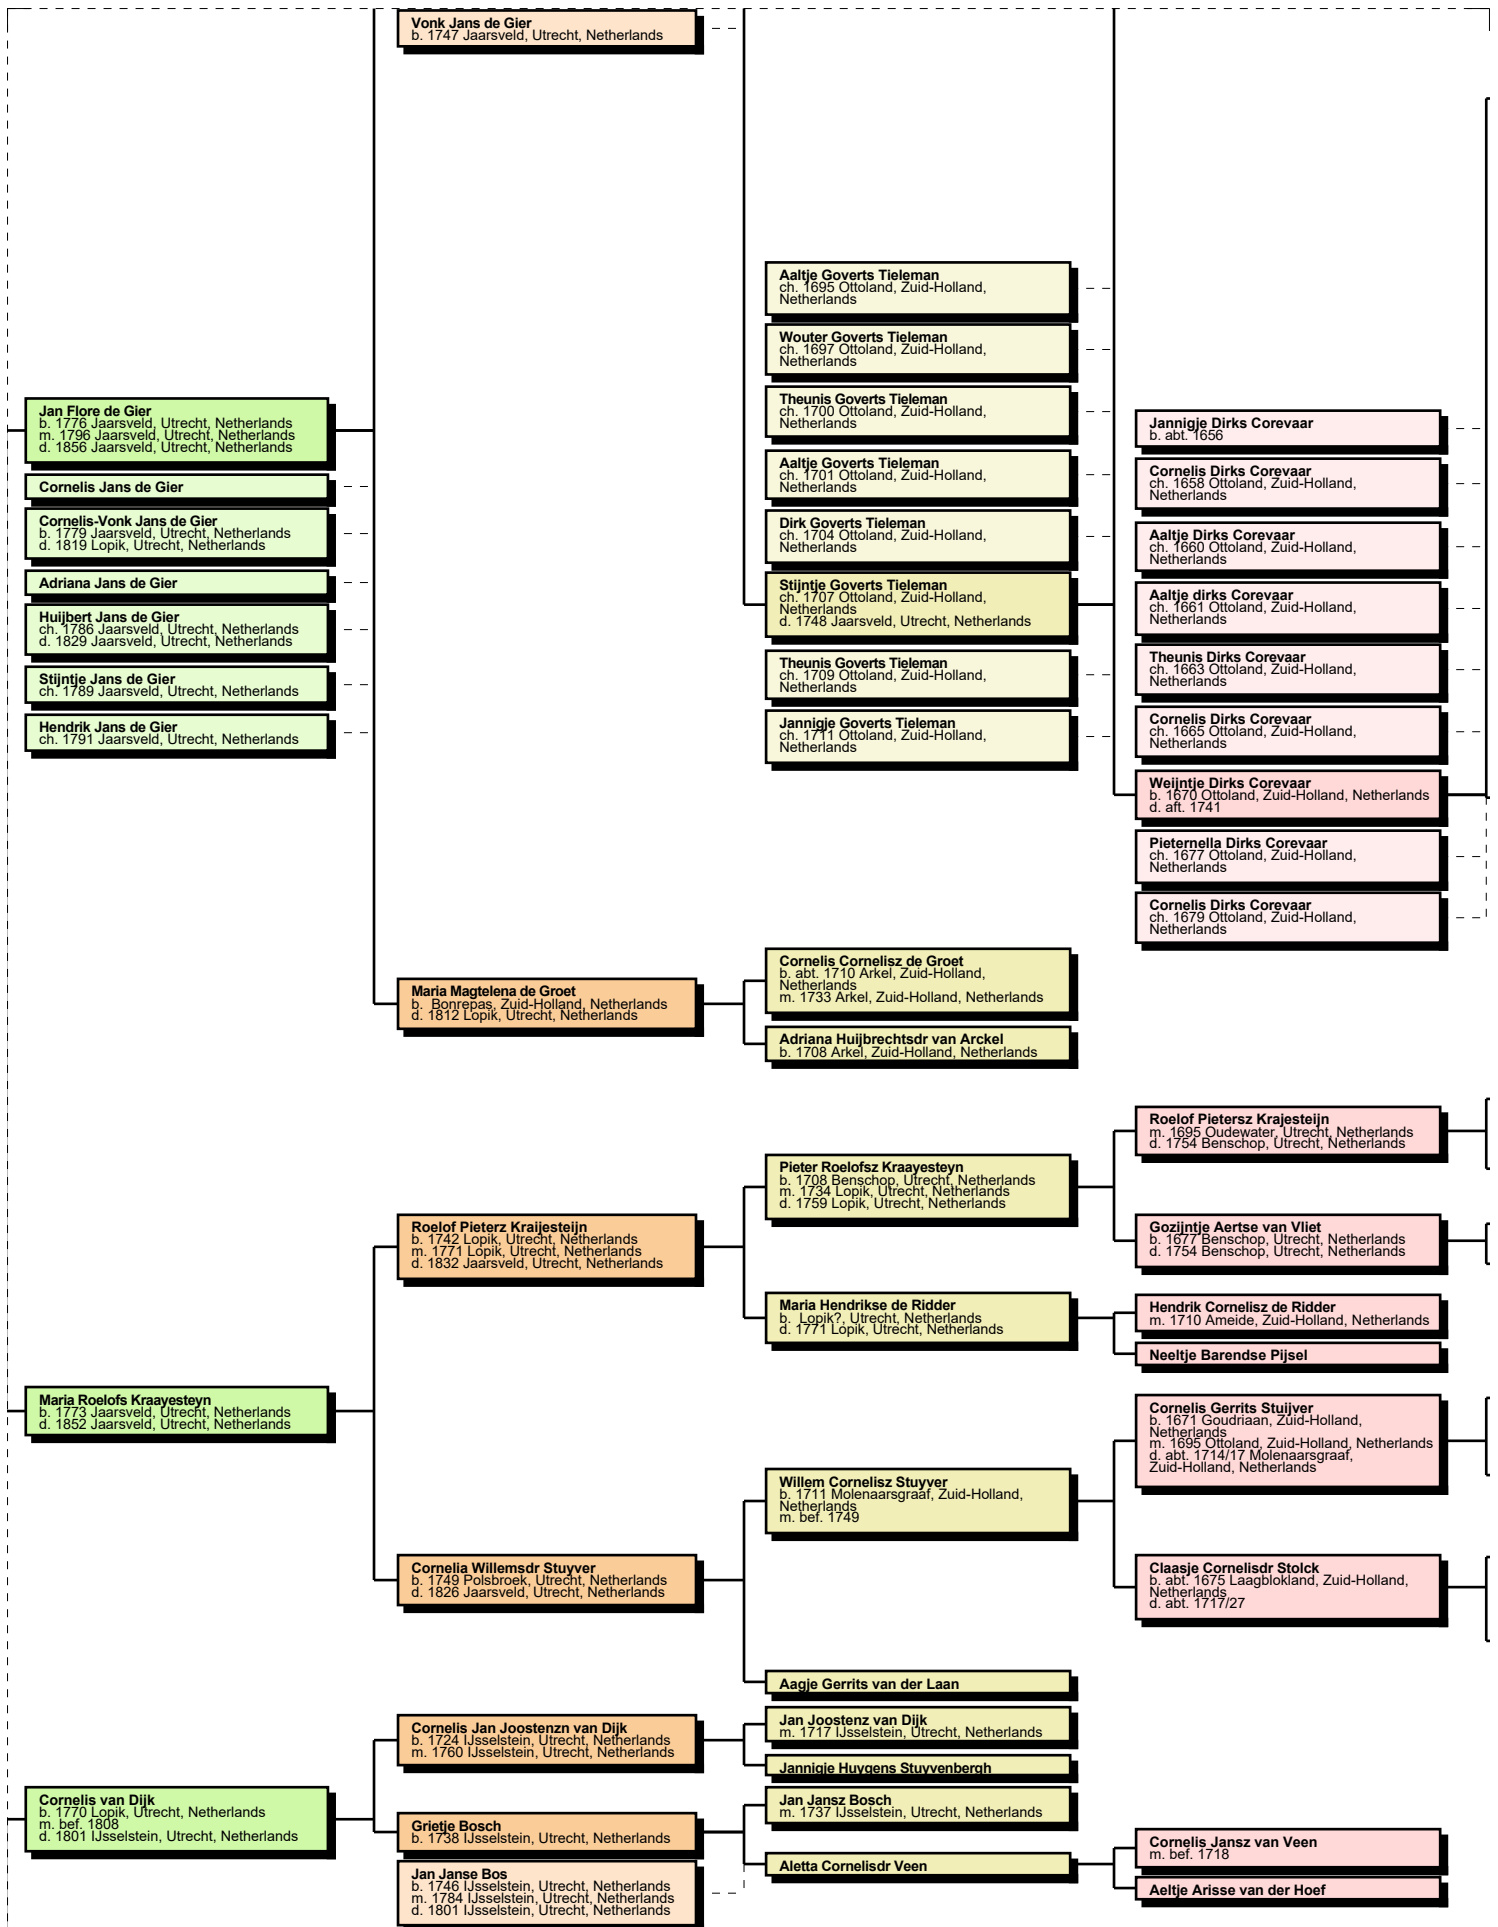 Vonk Jans de Gier
b. 1747 Jaarsveld, Utrecht, Netherlands
Jan Flore de Gier
b. 1776 Jaarsveld, Utrecht, Netherlands
m. 1796 Jaarsveld, Utrecht, Netherlands
d. 1856 Jaarsveld, Utrecht, Netherlands
Cornelis Jans de Gier
Cornelis-Vonk Jans de Gier
b. 1779 Jaarsveld, Utrecht, Netherlands
d. 1819 Lopik, Utrecht, Netherlands
Adriana Jans de Gier
Huijbert Jans de Gier
ch. 1786 Jaarsveld, Utrecht, Netherlands
d. 1829 Jaarsveld, Utrecht, Netherlands
Stijntje Jans de Gier
ch. 1789 Jaarsveld, Utrecht, Netherlands
Hendrik Jans de Gier
ch. 1791 Jaarsveld, Utrecht, Netherlands
Maria Roelofs Kraayesteyn
b. 1773 Jaarsveld, Utrecht, Netherlands
d. 1852 Jaarsveld, Utrecht, Netherlands
Cornelis van Dijk
b. 1770 Lopik, Utrecht, Netherlands
m. bef. 1808
d. 1801 IJsselstein, Utrecht, Netherlands
Maria Magtelena de Groet
b.  Bonrepas, Zuid-Holland, Netherlands
d. 1812 Lopik, Utrecht, Netherlands
Roelof Pieterz Kraijesteijn
b. 1742 Lopik, Utrecht, Netherlands
m. 1771 Lopik, Utrecht, Netherlands
d. 1832 Jaarsveld, Utrecht, Netherlands
Cornelia Willemsdr Stuyver
b. 1749 Polsbroek, Utrecht, Netherlands
d. 1826 Jaarsveld, Utrecht, Netherlands
Cornelis Jan Joostenzn van Dijk
b. 1724 IJsselstein, Utrecht, Netherlands
m. 1760 IJsselstein, Utrecht, Netherlands
Grietje Bosch
b. 1738 IJsselstein, Utrecht, Netherlands
Jan Janse Bos
b. 1746 IJsselstein, Utrecht, Netherlands
m. 1784 IJsselstein, Utrecht, Netherlands
d. 1801 IJsselstein, Utrecht, Netherlands
Aaltje Goverts Tieleman
ch. 1695 Ottoland, Zuid-Holland,
Netherlands
Wouter Goverts Tieleman
ch. 1697 Ottoland, Zuid-Holland,
Netherlands
Theunis Goverts Tieleman
ch. 1700 Ottoland, Zuid-Holland,
Netherlands
Aaltje Goverts Tieleman
ch. 1701 Ottoland, Zuid-Holland,
Netherlands
Dirk Goverts Tieleman
ch. 1704 Ottoland, Zuid-Holland,
Netherlands
Stijntje Goverts Tieleman
ch. 1707 Ottoland, Zuid-Holland,
Netherlands
d. 1748 Jaarsveld, Utrecht, Netherlands
Theunis Goverts Tieleman
ch. 1709 Ottoland, Zuid-Holland,
Netherlands
Jannigje Goverts Tieleman
ch. 1711 Ottoland, Zuid-Holland,
Netherlands
Cornelis Cornelisz de Groet
b. abt. 1710 Arkel, Zuid-Holland,
Netherlands
m. 1733 Arkel, Zuid-Holland, Netherlands
Adriana Huijbrechtsdr van Arckel
b. 1708 Arkel, Zuid-Holland, Netherlands
Pieter Roelofsz Kraayesteyn
b. 1708 Benschop, Utrecht, Netherlands
m. 1734 Lopik, Utrecht, Netherlands
d. 1759 Lopik, Utrecht, Netherlands
Maria Hendrikse de Ridder
b.  Lopik?, Utrecht, Netherlands
d. 1771 Lopik, Utrecht, Netherlands
Willem Cornelisz Stuyver
b. 1711 Molenaarsgraaf, Zuid-Holland,
Netherlands
m. bef. 1749
Aagje Gerrits van der Laan
Jan Joostenz van Dijk
m. 1717 IJsselstein, Utrecht, Netherlands
Jannigje Huygens Stuyvenbergh
Jan Jansz Bosch
m. 1737 IJsselstein, Utrecht, Netherlands
Aletta Cornelisdr Veen
Jannigje Dirks Corevaar
b. abt. 1656
Cornelis Dirks Corevaar
ch. 1658 Ottoland, Zuid-Holland,
Netherlands
Aaltje Dirks Corevaar
ch. 1660 Ottoland, Zuid-Holland,
Netherlands
Aaltje dirks Corevaar
ch. 1661 Ottoland, Zuid-Holland,
Netherlands
Theunis Dirks Corevaar
ch. 1663 Ottoland, Zuid-Holland,
Netherlands
Cornelis Dirks Corevaar
ch. 1665 Ottoland, Zuid-Holland,
Netherlands
Weijntje Dirks Corevaar
b. 1670 Ottoland, Zuid-Holland, Netherlands
d. aft. 1741
Pieternella Dirks Corevaar
ch. 1677 Ottoland, Zuid-Holland,
Netherlands
Cornelis Dirks Corevaar
ch. 1679 Ottoland, Zuid-Holland,
Netherlands
Roelof Pietersz Krajesteijn
m. 1695 Oudewater, Utrecht, Netherlands
d. 1754 Benschop, Utrecht, Netherlands
Gozijntje Aertse van Vliet
b. 1677 Benschop, Utrecht, Netherlands
d. 1754 Benschop, Utrecht, Netherlands
Hendrik Cornelisz de Ridder
m. 1710 Ameide, Zuid-Holland, Netherlands
Neeltje Barendse Pijsel
Cornelis Gerrits Stuijver
b. 1671 Goudriaan, Zuid-Holland,
Netherlands
m. 1695 Ottoland, Zuid-Holland, Netherlands
d. abt. 1714/17 Molenaarsgraaf,
Zuid-Holland, Netherlands
Claasje Cornelisdr Stolck
b. abt. 1675 Laagblokland, Zuid-Holland,
Netherlands
d. abt. 1717/27
Cornelis Jansz van Veen
m. bef. 1718
Aeltje Arisse van der Hoef